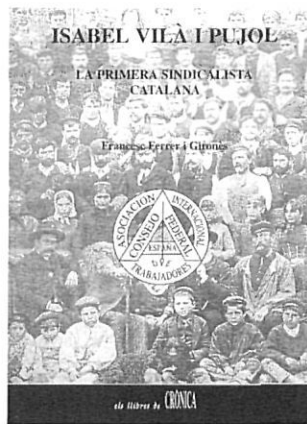 ISABEL VILÀ I PUJOL
LA PRIMERA SINDICALISTA
CATALANA
Francesc Ferrer i Gironès
ASOCIACION INTERNACIONAL
TRABAJADORES
CONSEJO FEDERAL
ESPAÑA
els llibres de CRÒNICA